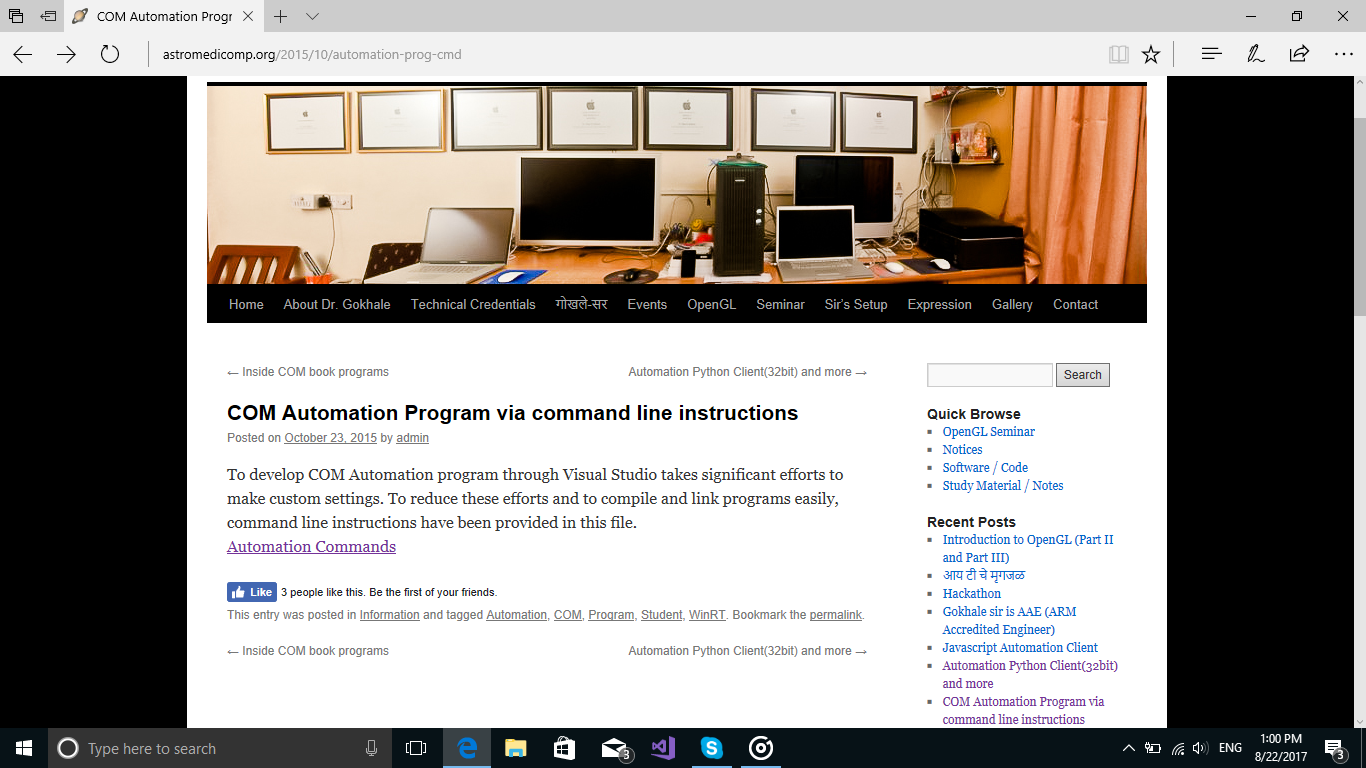 COM Automation Progr
astromedicomp.org/2015/10/automation-prog-cmd
Home About Dr. Gokhale Technical Credentials गोखले-सर Events OpenGL Seminar Sir's Setup Expression Gallery Contact
← Inside COM book programs Automation Python Client(32bit) and more →
COM Automation Program via command line instructions
Posted on October 23, 2015 by admin
To develop COM Automation program through Visual Studio takes significant efforts to
make custom settings. To reduce these efforts and to compile and link programs easily,
command line instructions have been provided in this file.
Automation Commands
Like 3 people like this. Be the first of your friends.
This entry was posted in Information and tagged Automation, COM, Program, Student, WinRT. Bookmark the permalink.
← Inside COM book programs Automation Python Client(32bit) and more →
Search
Quick Browse
OpenGL Seminar
Notices
Software / Code
Study Material / Notes
Recent Posts
Introduction to OpenGL (Part II
and Part III)
आय टी चे मृगजळ
Hackathon
Gokhale sir is AAE (ARM
Accredited Engineer)
Javascript Automation Client
Automation Python Client(32bit)
and more
COM Automation Program via
command line instructions
Type here to search
3
ENG
1:00 PM
8/22/2017
3